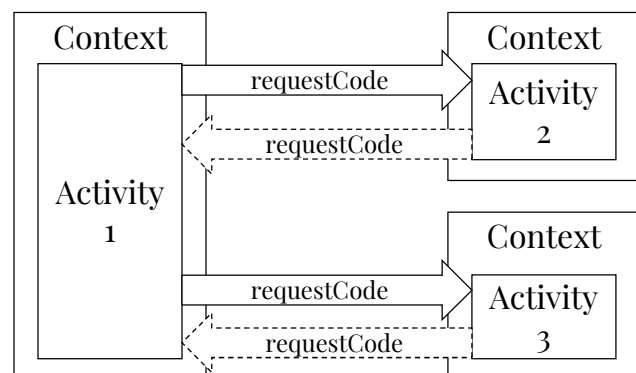 Context
Activity
1
requestCode
requestCode
Context
Activity
2
requestCode
requestCode
Context
Activity
3